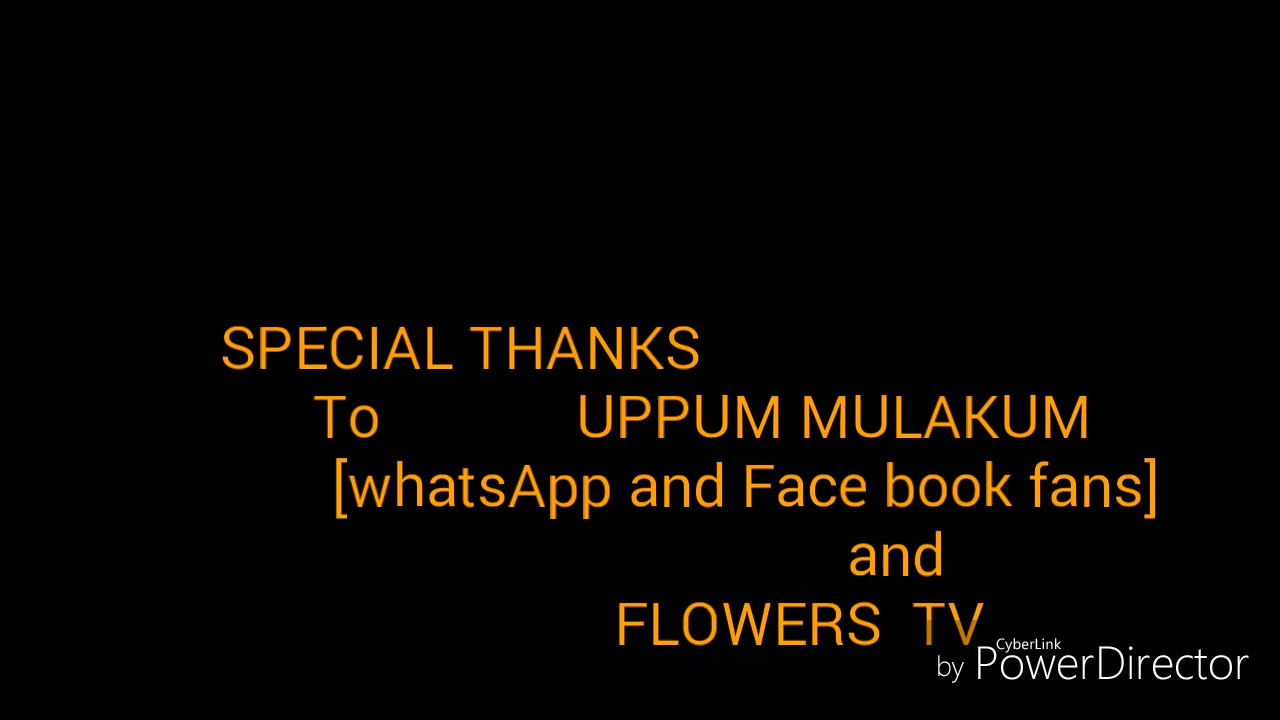 SPECIAL THANKS
To UPPUM MULAKUM
[whatsApp and Face book fans]
and
FLOWERS TV
CyberLink
by PowerDirector